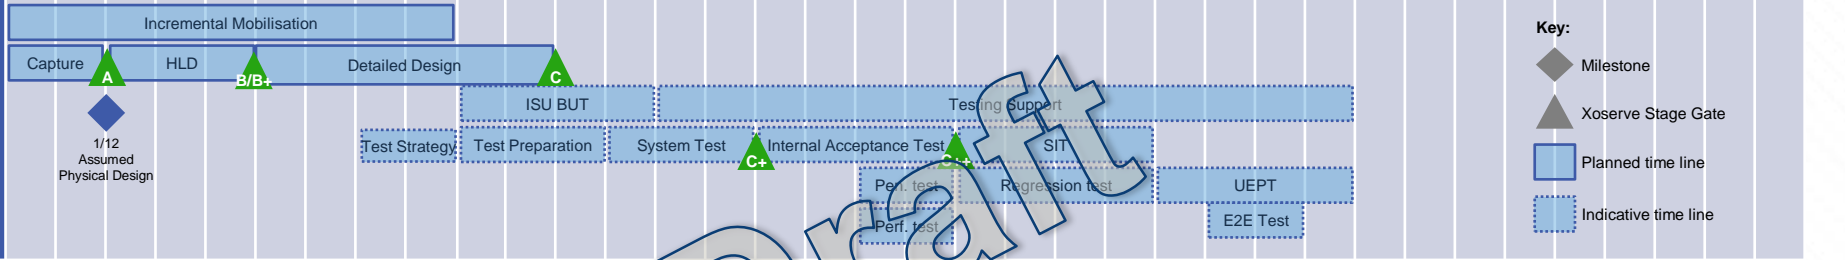 Incremental Mobilisation
Key:
Capture
A
HLD
B/B+
Detailed Design
C
Milestone
ISU BUT
Testing Support
Xoserve Stage Gate
1/12
Assumed
Physical Design
Test Strategy
Test Preparation
System Test
C+
Internal Acceptance Test
SIT
Planned time line
Pen. test
Regression test
UEPT
Perf. test
E2E Test
Indicative time line
Draft